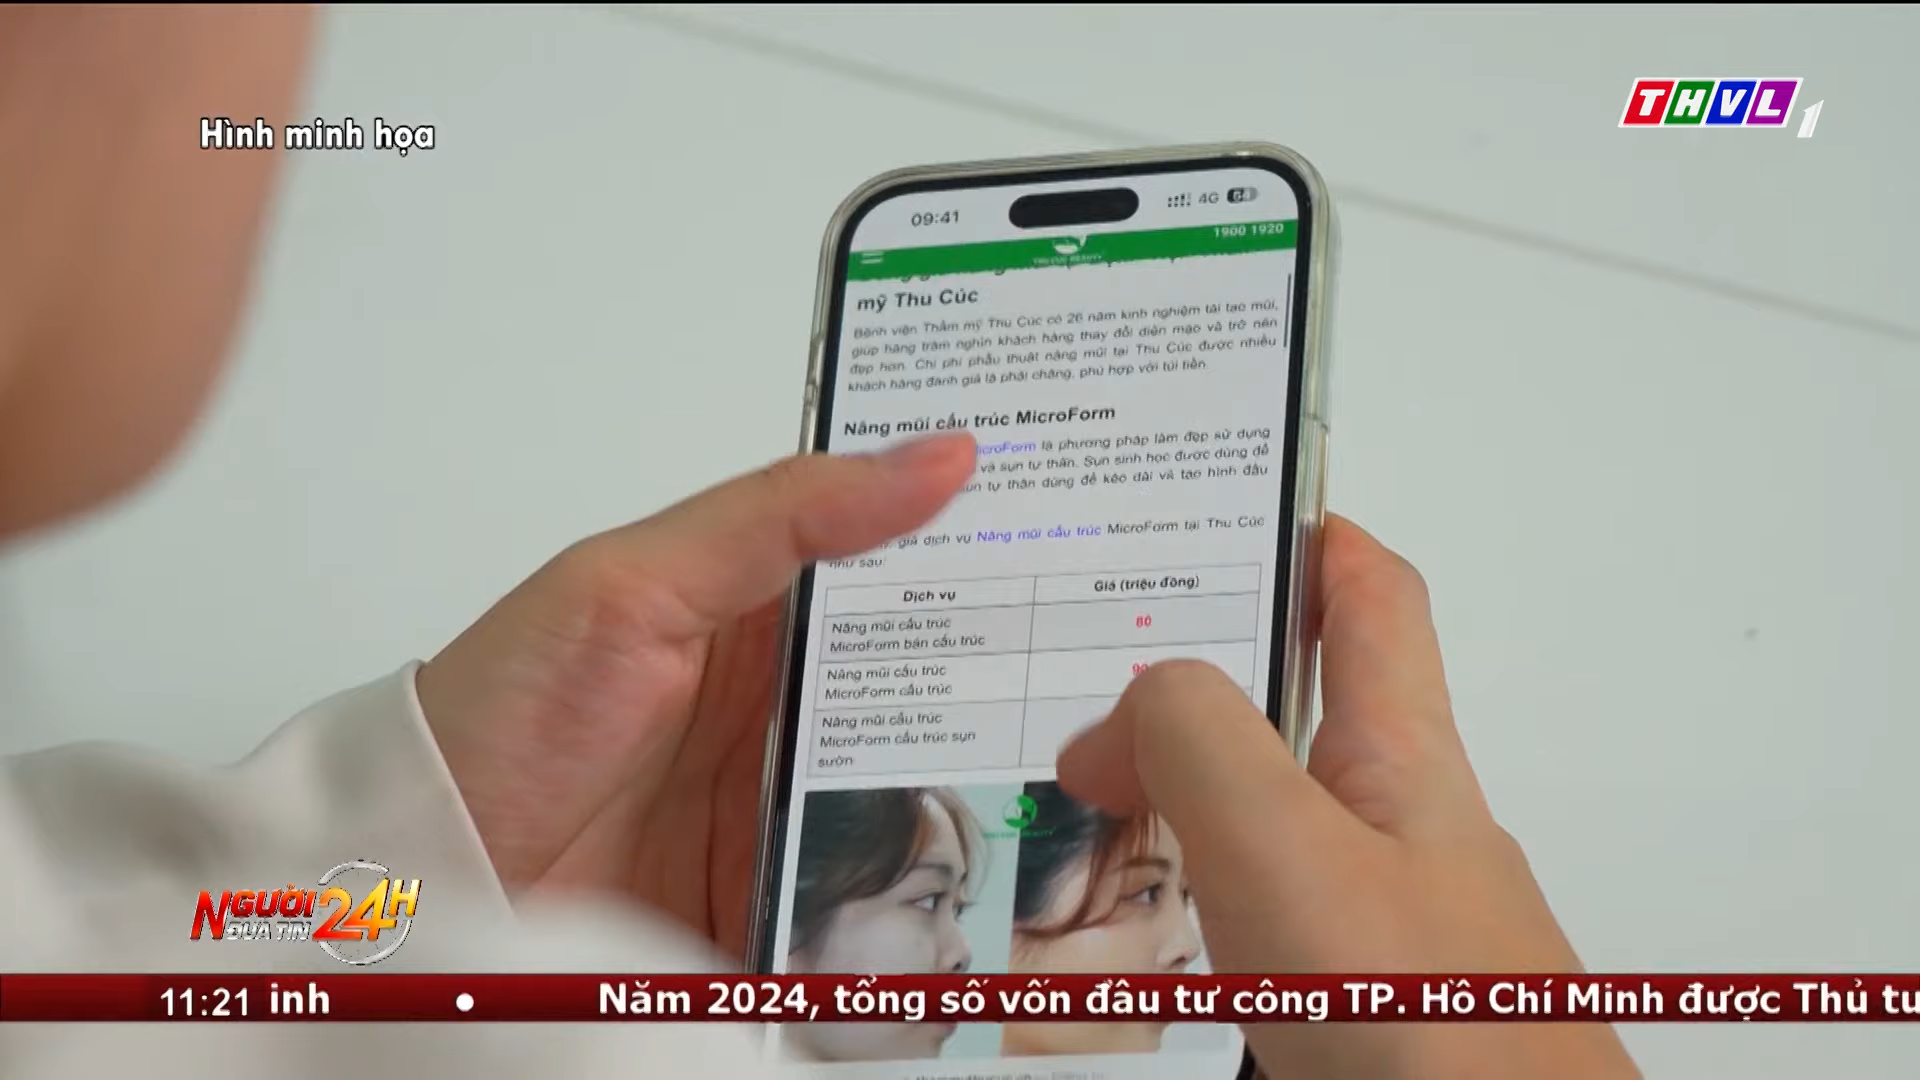 Hình minh họa
THVL1
09:41
4G
1900 1920
THU CUC BEAUTY
mỹ Thu Cúc
Bệnh viện Thẩm mỹ Thu Cúc có 26 năm kinh nghiệm tái tạo mũi,
giúp hàng trăm nghìn khách hàng thay đổi diện mạo và trở nên
đẹp hơn. Chi phí phẫu thuật nâng mũi tại Thu Cúc được nhiều
khách hàng đánh giá là phải chăng, phù hợp với túi tiền.
Nâng mũi cấu trúc MicroForm
MicroForm là phương pháp làm đẹp sử dụng
và sụn tự thân. Sụn sinh học được dùng để
sụn tự thân dùng để kéo dài và tạo hình đầu
giá dịch vụ Nâng mũi cấu trúc MicroForm tại Thu Cúc
như sau:
Dịch vụ Giá (triệu đồng)
Nâng mũi cấu trúc
MicroForm bán cấu trúc
80
Nâng mũi cấu trúc
MicroForm cấu trúc
90
Nâng mũi cấu trúc
MicroForm cấu trúc sụn
sườn
NGƯỜI ĐƯA TIN 24H
11:21 inh • Năm 2024, tổng số vốn đầu tư công TP. Hồ Chí Minh được Thủ tư